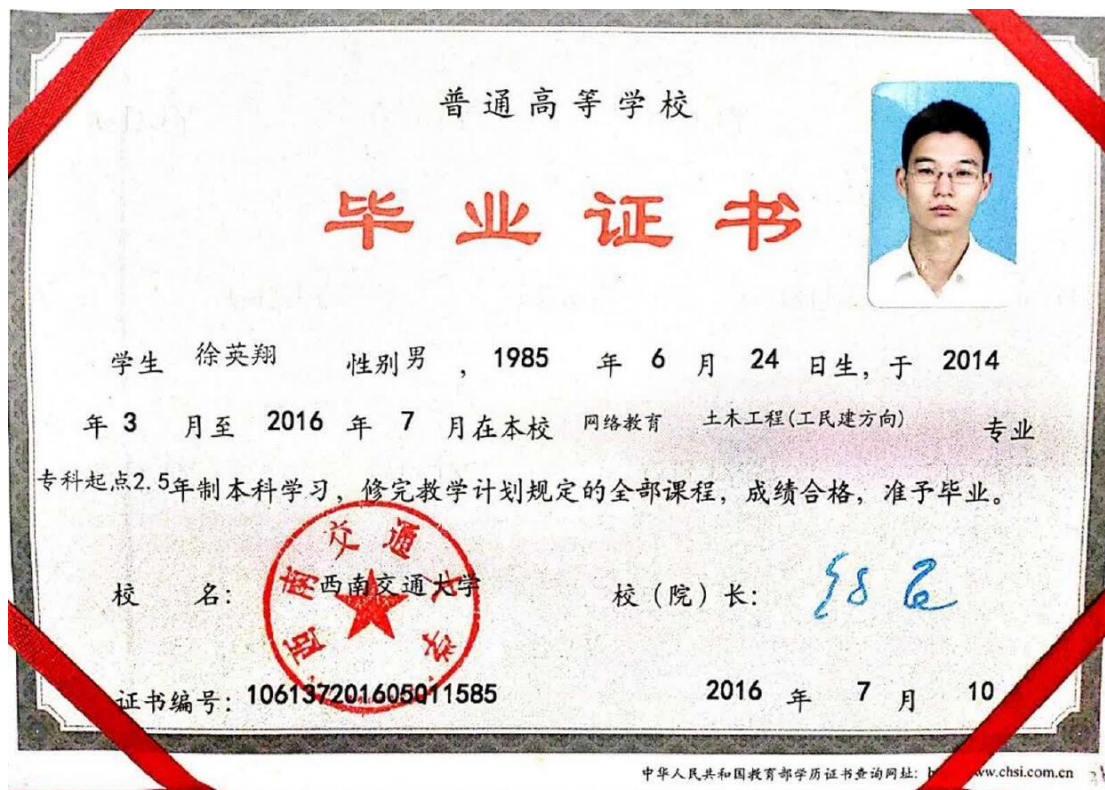 普通高等学校
毕业证书
学生 徐英翔 性别 男 , 1985 年 6 月 24 日生, 于 2014
年 3 月至 2016 年 7 月在本校 网络教育 土木工程(工民建方向) 专业
专科起点2.5年制本科学习, 修完教学计划规定的全部课程, 成绩合格, 准予毕业。
西南交通大学
校 名: 西南交通大学 校(院)长:
证书编号: 106137201605011585 2016 年 7 月 10
中华人民共和国教育部学历证书查询网址: www.chsi.com.cn